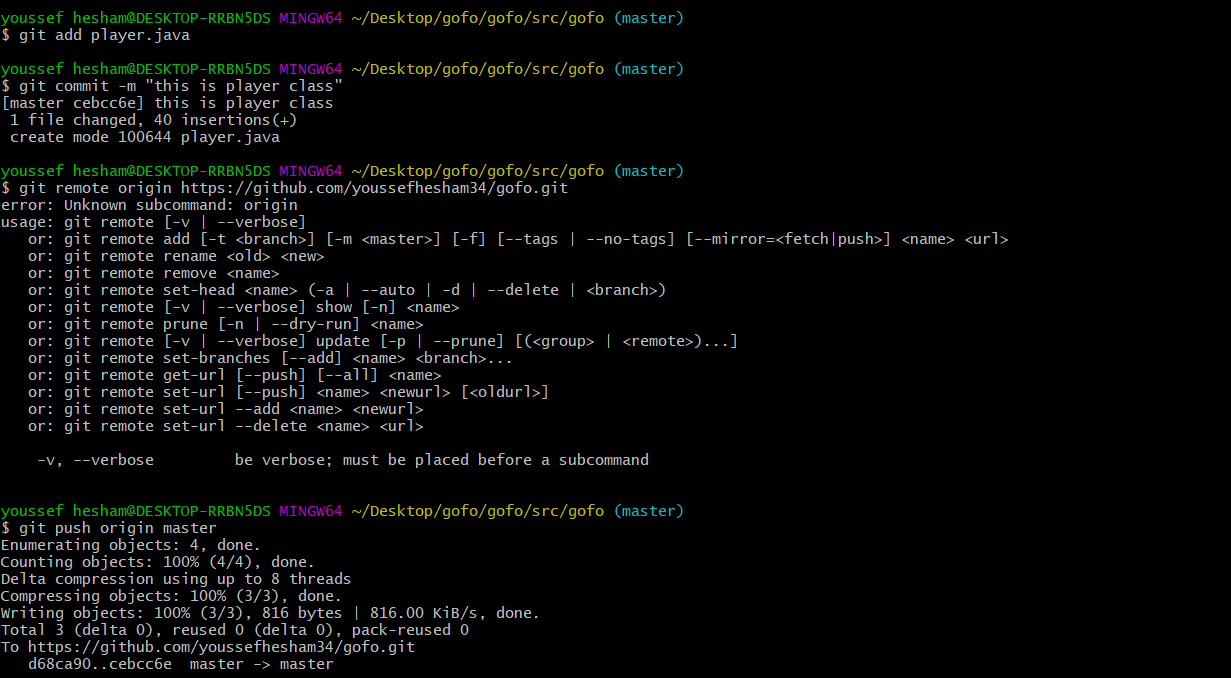 youssef hesham@DESKTOP-RRBN5DS MINGW64 ~/Desktop/gofo/gofo/src/gofo (master)
$ git add player.java
youssef hesham@DESKTOP-RRBN5DS MINGW64 ~/Desktop/gofo/gofo/src/gofo (master)
$ git commit -m "this is player class"
[master cebcc6e] this is player class
 1 file changed, 40 insertions(+)
 create mode 100644 player.java
youssef hesham@DESKTOP-RRBN5DS MINGW64 ~/Desktop/gofo/gofo/src/gofo (master)
$ git remote origin https://github.com/youssefhesham34/gofo.git
error: Unknown subcommand: origin
usage: git remote [-v | --verbose]
   or: git remote add [-t <branch>] [-m <master>] [-f] [--tags | --no-tags] [--mirror=<fetch|push>] <name> <url>
   or: git remote rename <old> <new>
   or: git remote remove <name>
   or: git remote set-head <name> (-a | --auto | -d | --delete | <branch>)
   or: git remote [-v | --verbose] show [-n] <name>
   or: git remote prune [-n | --dry-run] <name>
   or: git remote [-v | --verbose] update [-p | --prune] [(<group> | <remote>)...]
   or: git remote set-branches [--add] <name> <branch>...
   or: git remote get-url [--push] [--all] <name>
   or: git remote set-url [--push] <name> <newurl> [<oldurl>]
   or: git remote set-url --add <name> <newurl>
   or: git remote set-url --delete <name> <url>
    -v, --verbose         be verbose; must be placed before a subcommand
youssef hesham@DESKTOP-RRBN5DS MINGW64 ~/Desktop/gofo/gofo/src/gofo (master)
$ git push origin master
Enumerating objects: 4, done.
Counting objects: 100% (4/4), done.
Delta compression using up to 8 threads
Compressing objects: 100% (3/3), done.
Writing objects: 100% (3/3), 816 bytes | 816.00 KiB/s, done.
Total 3 (delta 0), reused 0 (delta 0), pack-reused 0
To https://github.com/youssefhesham34/gofo.git
   d68ca90..cebcc6e  master -> master